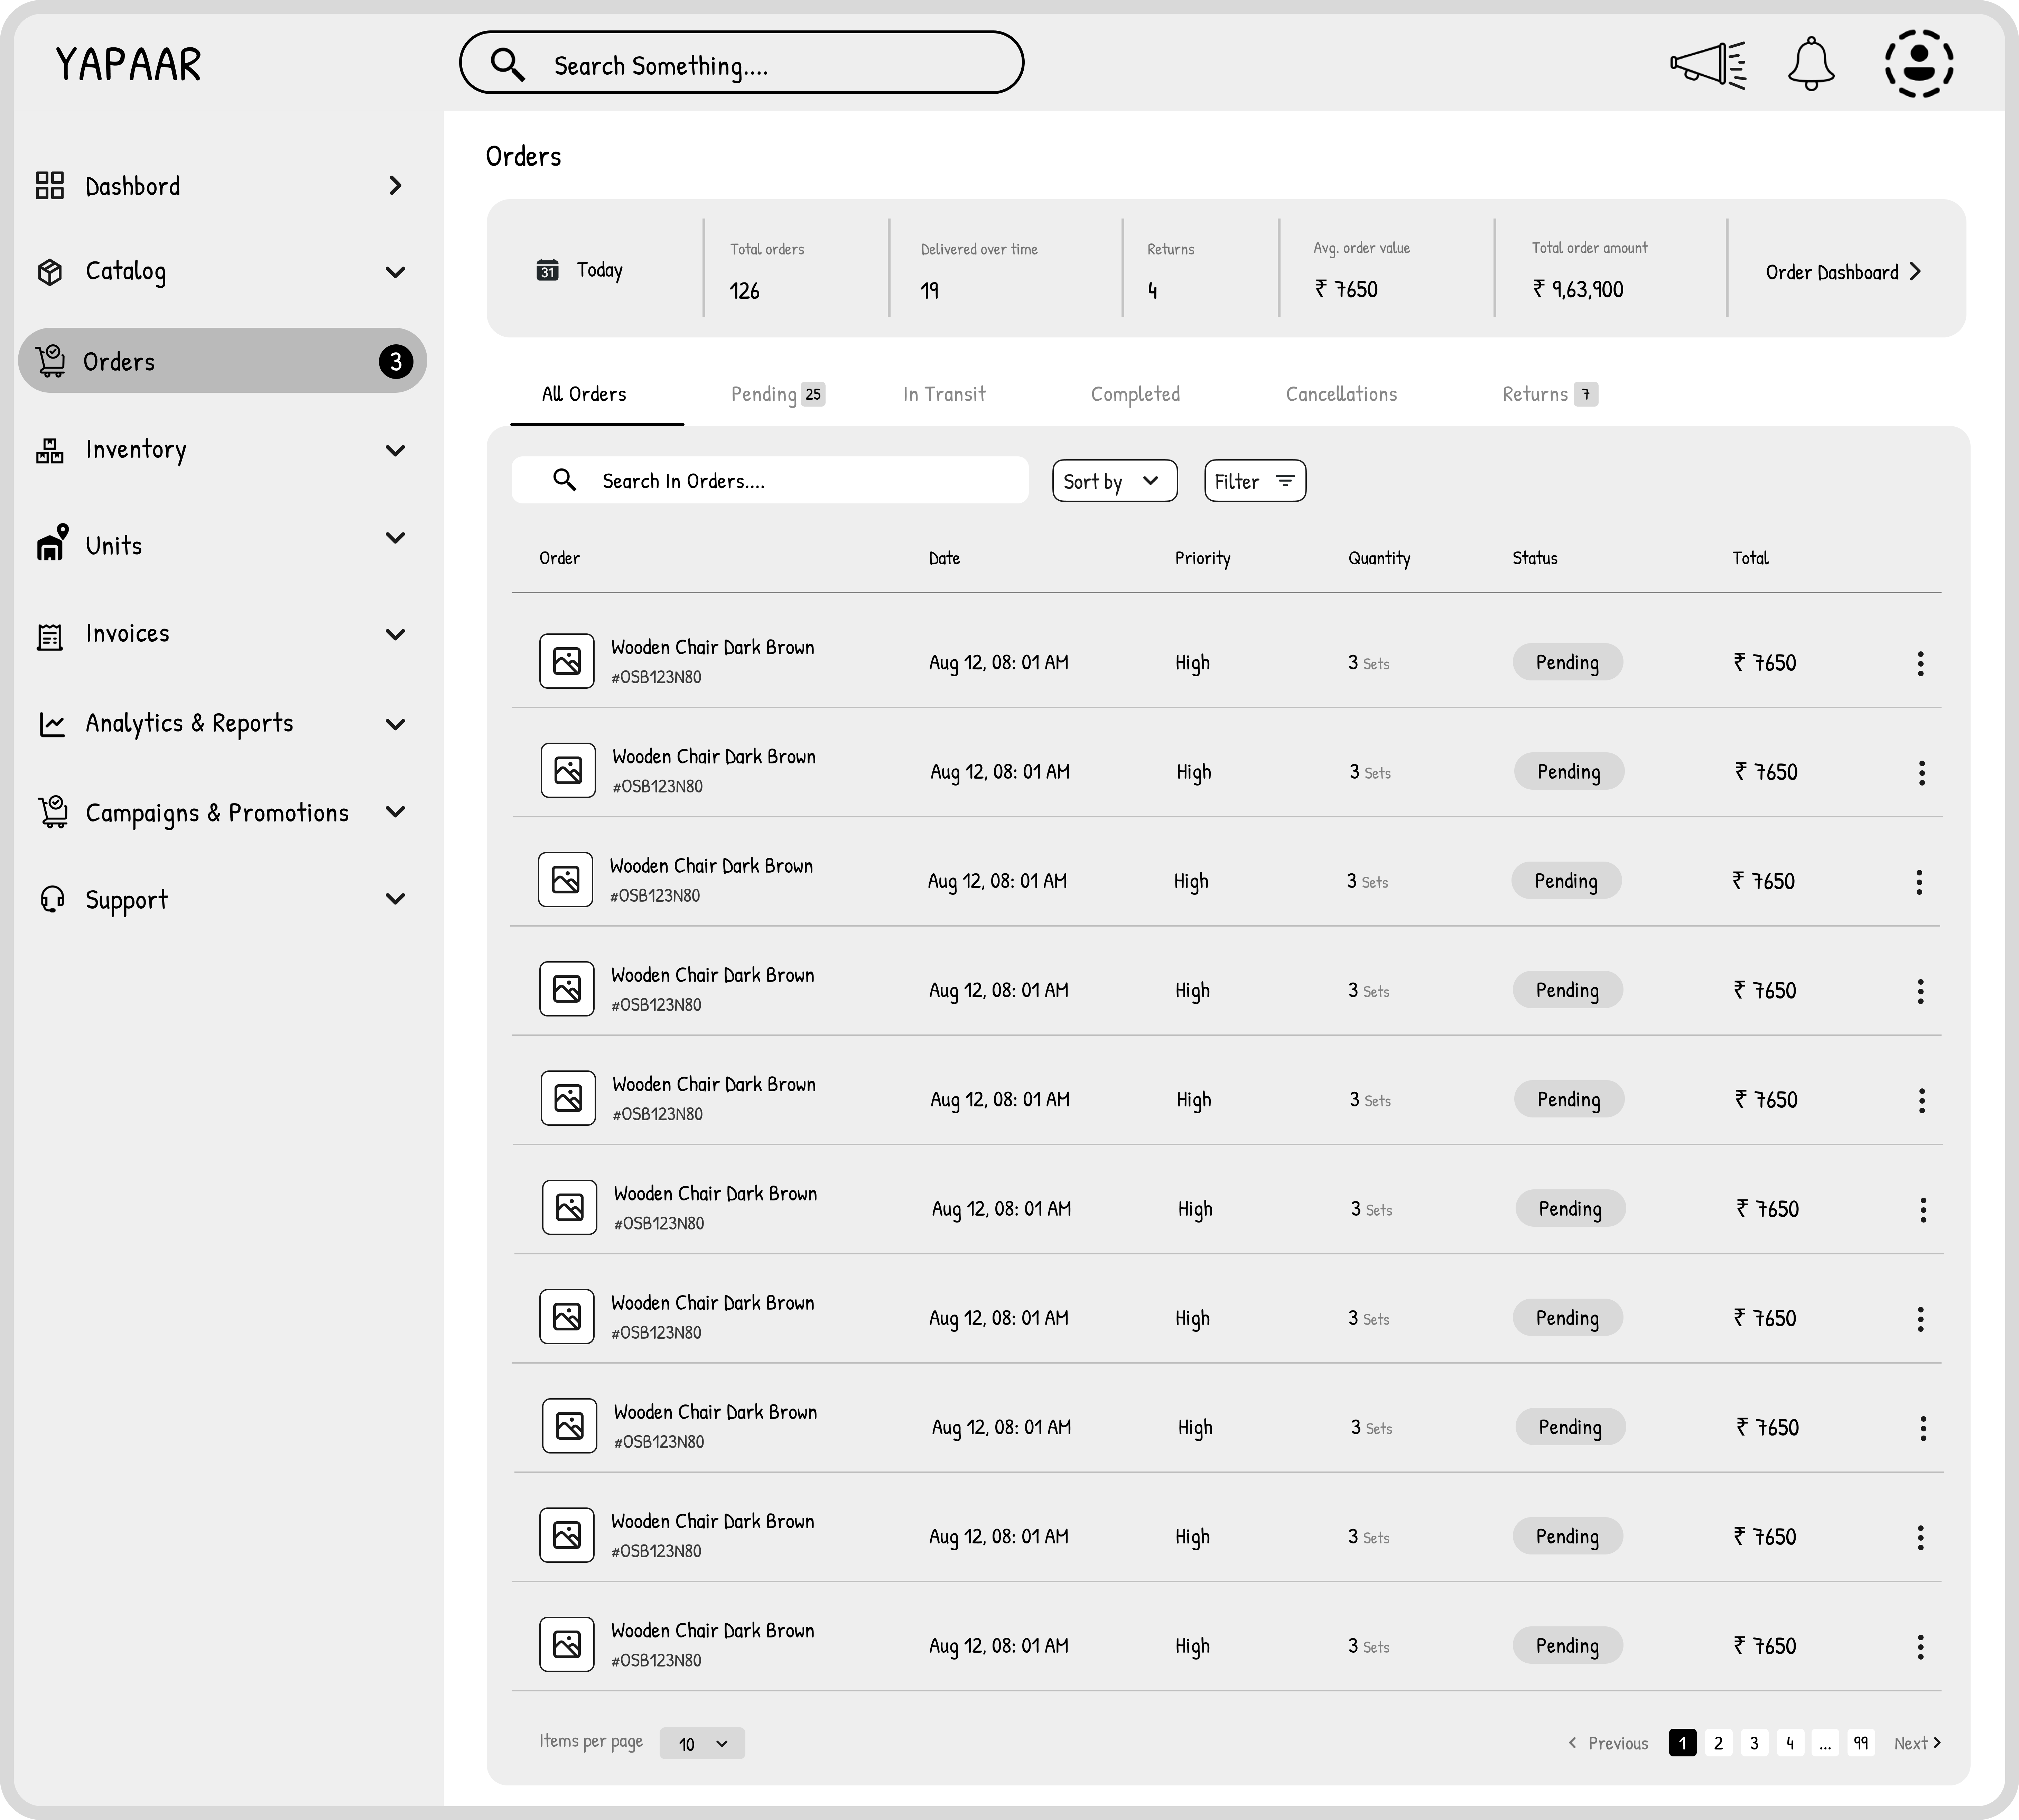 YAPAAR
Search Something....
Dashbord
Catalog
Orders 3
Inventory
Units
Invoices
Analytics & Reports
Campaigns & Promotions
Support
Orders
31 Today
Total orders
126
Delivered over time
19
Returns
4
Avg. order value
₹ 7650
Total order amount
₹ 9,63,900
Order Dashboard
All Orders Pending 25 In Transit Completed Cancellations Returns 7
Search In Orders.... Sort by Filter
Order Date Priority Quantity Status Total
Wooden Chair Dark Brown
#OSB123N80
Aug 12, 08: 01 AM High 3 Sets Pending ₹ 7650
Wooden Chair Dark Brown
#OSB123N80
Aug 12, 08: 01 AM High 3 Sets Pending ₹ 7650
Wooden Chair Dark Brown
#OSB123N80
Aug 12, 08: 01 AM High 3 Sets Pending ₹ 7650
Wooden Chair Dark Brown
#OSB123N80
Aug 12, 08: 01 AM High 3 Sets Pending ₹ 7650
Wooden Chair Dark Brown
#OSB123N80
Aug 12, 08: 01 AM High 3 Sets Pending ₹ 7650
Wooden Chair Dark Brown
#OSB123N80
Aug 12, 08: 01 AM High 3 Sets Pending ₹ 7650
Wooden Chair Dark Brown
#OSB123N80
Aug 12, 08: 01 AM High 3 Sets Pending ₹ 7650
Wooden Chair Dark Brown
#OSB123N80
Aug 12, 08: 01 AM High 3 Sets Pending ₹ 7650
Wooden Chair Dark Brown
#OSB123N80
Aug 12, 08: 01 AM High 3 Sets Pending ₹ 7650
Wooden Chair Dark Brown
#OSB123N80
Aug 12, 08: 01 AM High 3 Sets Pending ₹ 7650
Items per page 10
Previous 1 2 3 4 ... 99 Next